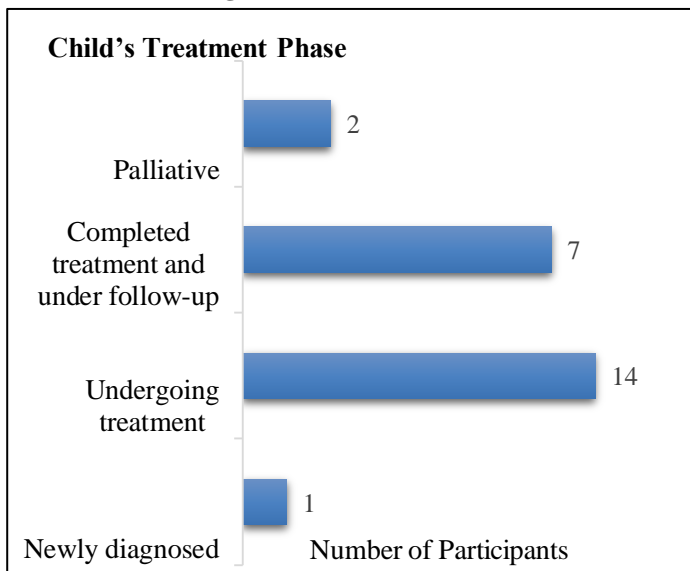 Child's Treatment Phase
2
Palliative
Completed
treatment and
under follow-up
7
Undergoing
treatment
14
Newly diagnosed
1
Number of Participants